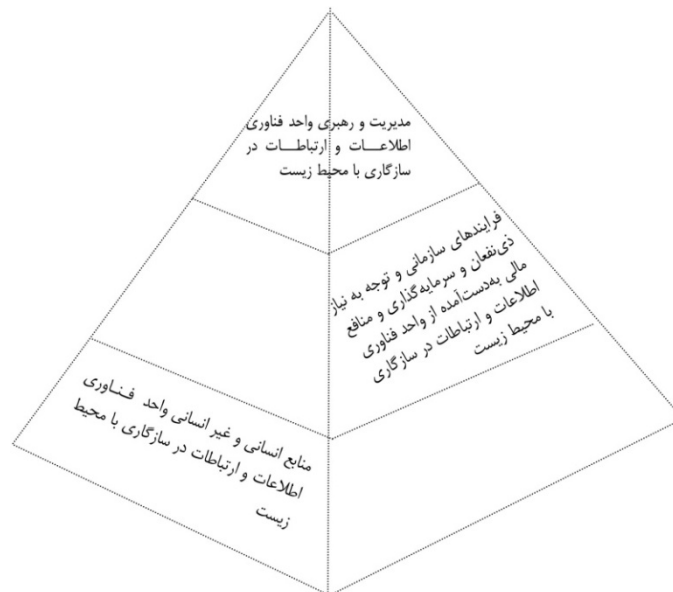 مدیریت و رهبری واحد فناوری
اطلاعات و ارتباطات در
سازگاری با محیط زیست
فرایندهای سازمانی و توجه به نیاز
ذی‌نفعان و سرمایه‌گذاری و منافع
مالی به‌دست‌آمده از واحد فناوری
اطلاعات و ارتباطات در سازگاری
با محیط زیست
منابع انسانی و غیر انسانی واحد فناوری
اطلاعات و ارتباطات در سازگاری با محیط
زیست